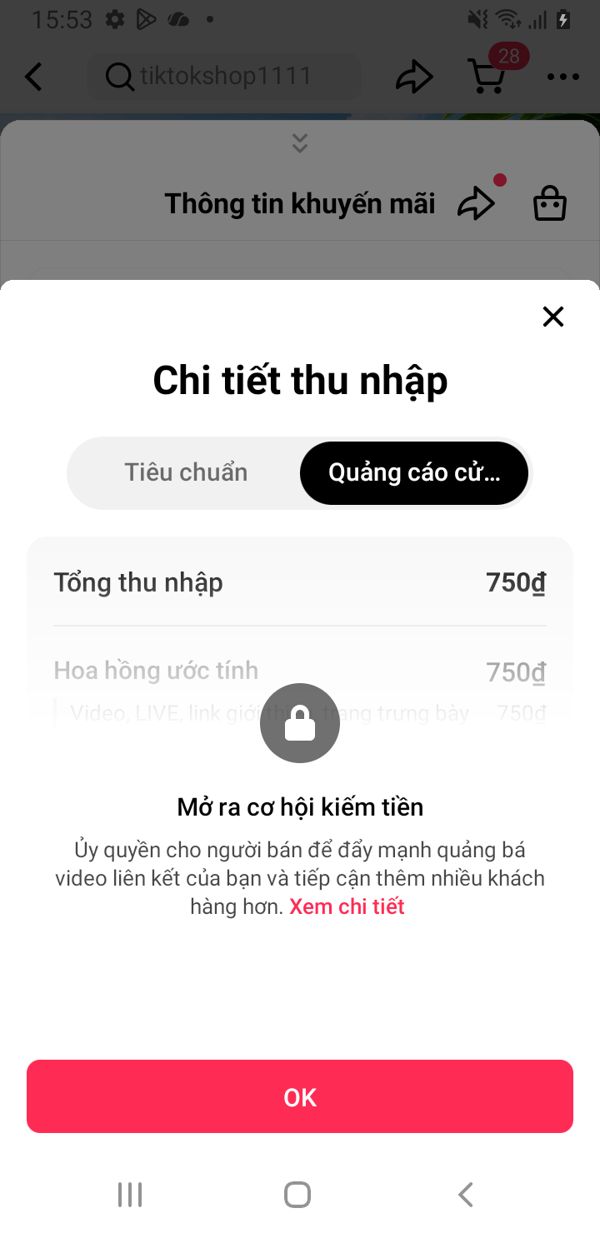 15:53
28
tiktokshop1111
Thông tin khuyến mãi
Chi tiết thu nhập
Tiêu chuẩn
Quảng cáo cử...
Tổng thu nhập 750₫
Hoa hồng ước tính 750₫
Video, LIVE, link giới thiệu, trang trưng bày 750₫
Mở ra cơ hội kiếm tiền
Ủy quyền cho người bán để đẩy mạnh quảng bá
video liên kết của bạn và tiếp cận thêm nhiều khách
hàng hơn. Xem chi tiết
OK